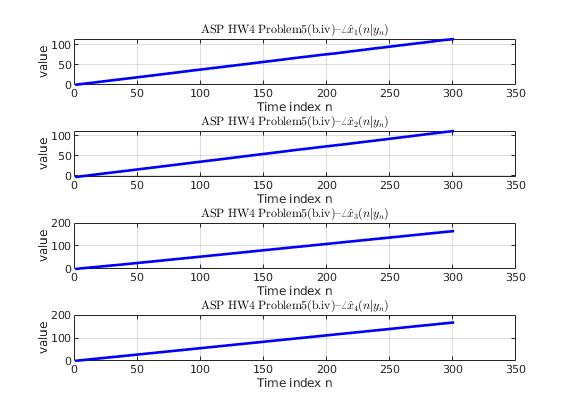 ASP HW4 Problem5(b.iv)–∠x̂₁(n|yₙ)
value
100
50
0
0 50 100 150 200 250 300 350
Time index n
ASP HW4 Problem5(b.iv)–∠x̂₂(n|yₙ)
value
100
50
0
0 50 100 150 200 250 300 350
Time index n
ASP HW4 Problem5(b.iv)–∠x̂₃(n|yₙ)
value
200
100
0
0 50 100 150 200 250 300 350
Time index n
ASP HW4 Problem5(b.iv)–∠x̂₄(n|yₙ)
value
200
100
0
0 50 100 150 200 250 300 350
Time index n